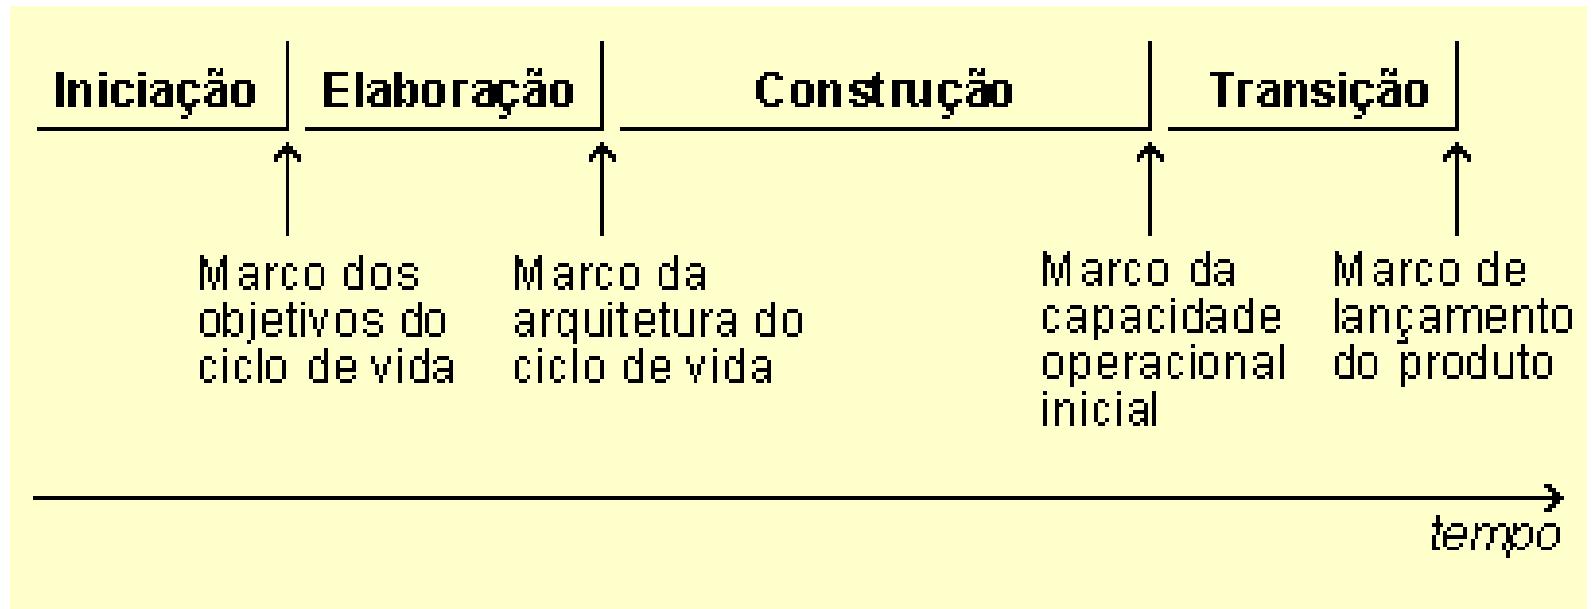 Iniciação Elaboração Construção Transição
Marco dos
objetivos do
ciclo de vida
Marco da
arquitetura do
ciclo de vida
Marco da
capacidade
operacional
inicial
Marco de
lançamento
do produto
tempo